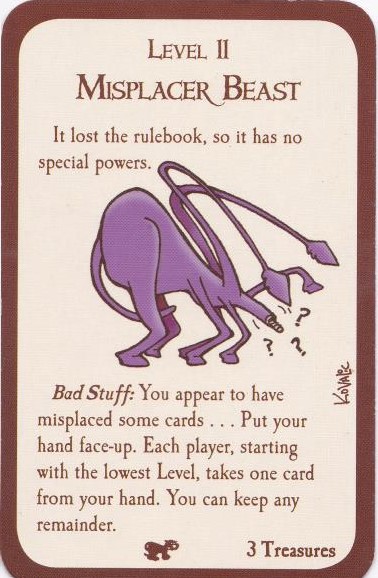 Level 11
Misplacer Beast
It lost the rulebook, so it has no
special powers.
? ? ?
Kovalic
Bad Stuff: You appear to have
misplaced some cards . . . Put your
hand face-up. Each player, starting
with the lowest Level, takes one card
from your hand. You can keep any
remainder.
3 Treasures